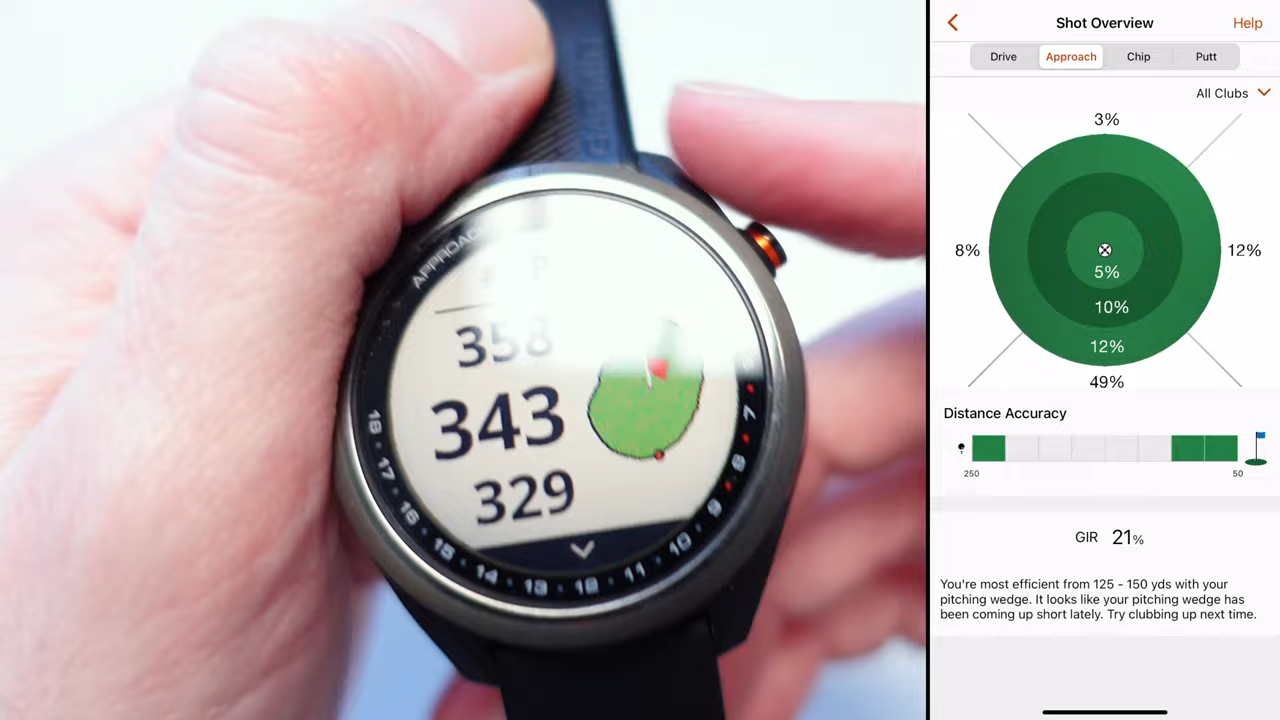 GARMIN
APPROACH
358
343
329
7
8
9
10
11
12
13
14
15
16
17
18
Shot Overview
Help
Drive
Approach
Chip
Putt
All Clubs
3%
8%
12%
5%
10%
12%
49%
Distance Accuracy
250
50
GIR 21%
You're most efficient from 125 - 150 yds with your
pitching wedge. It looks like your pitching wedge has
been coming up short lately. Try clubbing up next time.